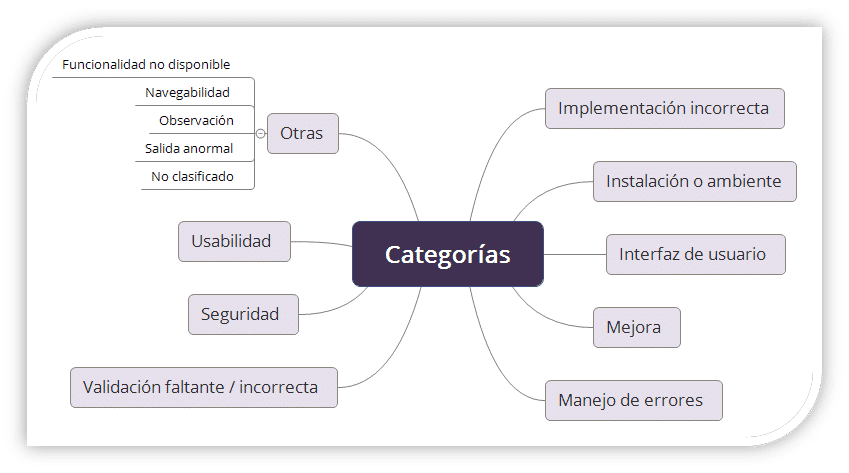 Funcionalidad no disponible
Navegabilidad
Observación
Salida anormal
No clasificado
Otras
Usabilidad
Seguridad
Validación faltante / incorrecta
Categorías
Implementación incorrecta
Instalación o ambiente
Interfaz de usuario
Mejora
Manejo de errores